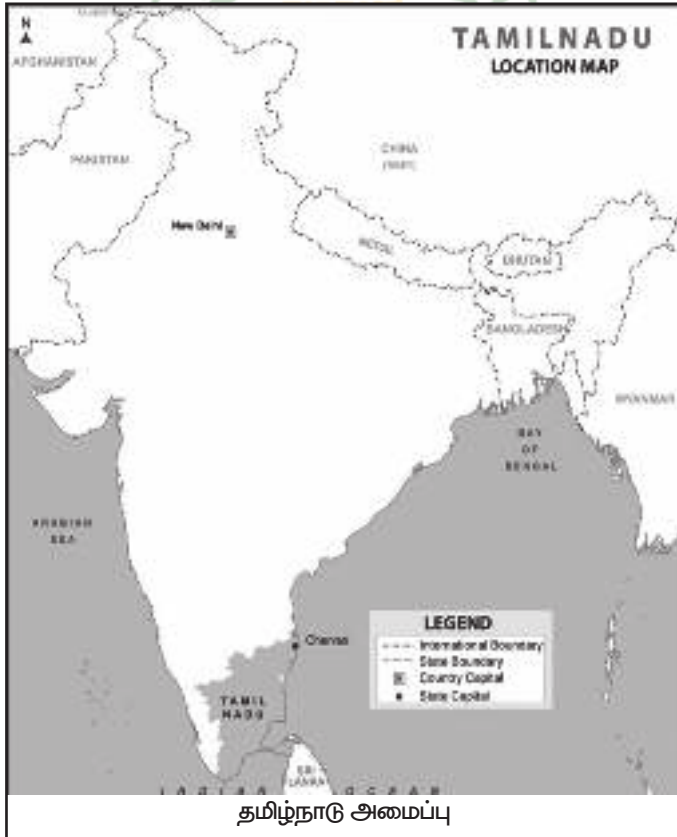 N
TAMILNADU
LOCATION MAP
AFGHANISTAN
CHINA
PAKISTAN
New Delhi
NEPAL
BHUTAN
BANGLADESH
MYANMAR
BAY
OF
BENGAL
ARABIAN
SEA
LEGEND
International Boundary
State Boundary
Country Capital
State Capital
Chennai
TAMIL
NADU
SRI
LANKA
INDIAN OCEAN
தமிழ்நாடு அமைப்பு